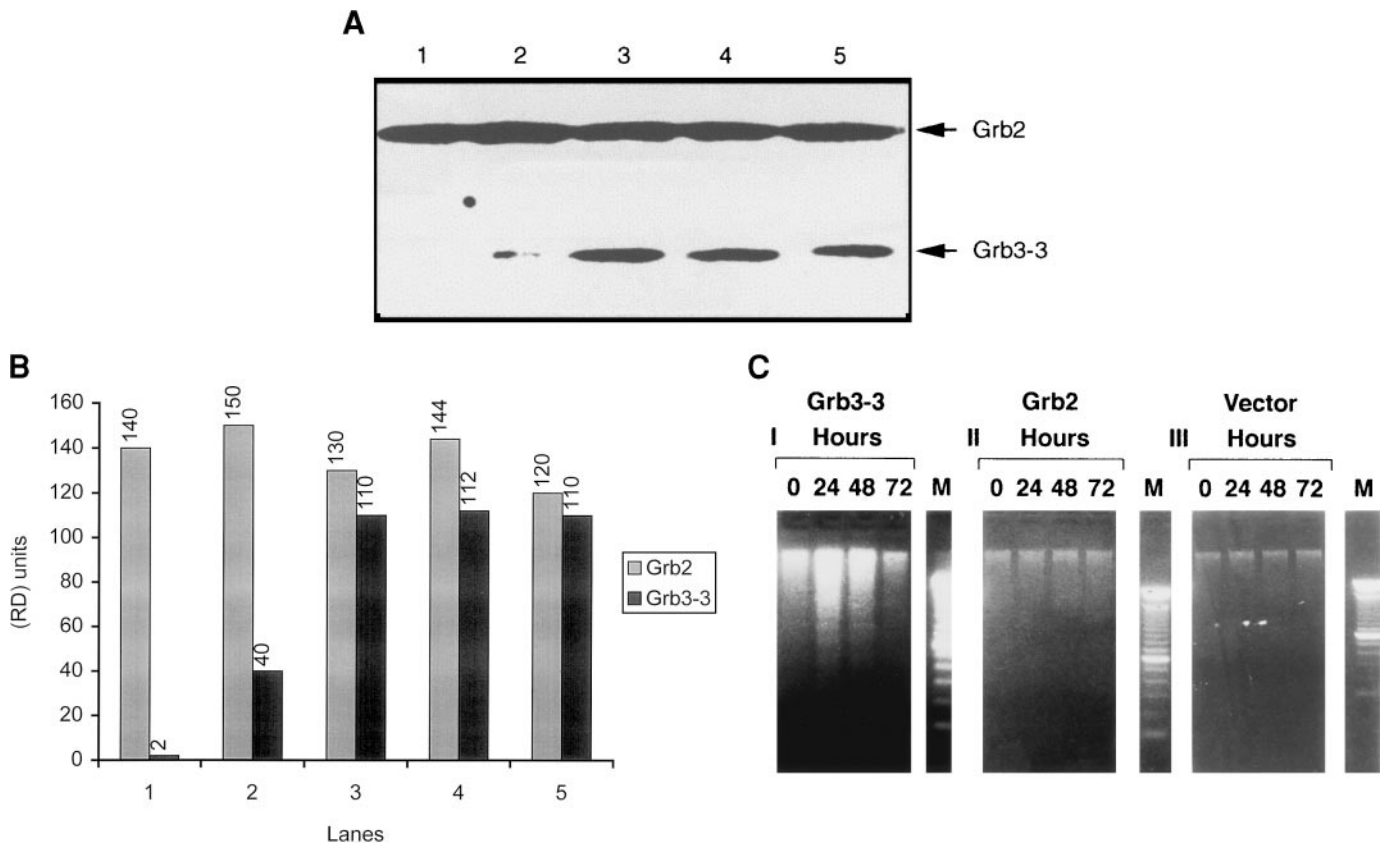 A
1 2 3 4 5
Grb2
Grb3-3
B
160
140
120
100
80
60
40
20
0
(RD) units
140
2
150
40
130
110
144
112
120
110
1 2 3 4 5
Lanes
Grb2
Grb3-3
C
Grb3-3
I Hours
0 24 48 72 M
Grb2
II Hours
0 24 48 72 M
Vector
III Hours
0 24 48 72 M